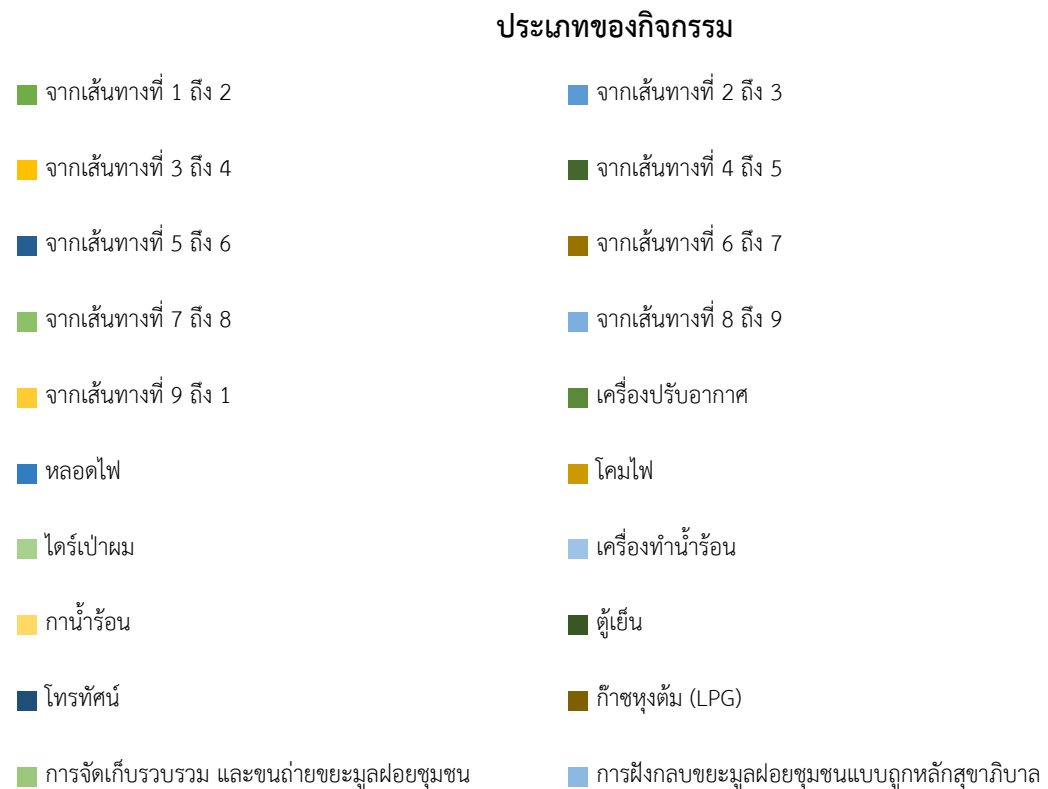 ประเภทของกิจกรรม
จากเส้นทางที่ 1 ถึง 2 จากเส้นทางที่ 2 ถึง 3
จากเส้นทางที่ 3 ถึง 4 จากเส้นทางที่ 4 ถึง 5
จากเส้นทางที่ 5 ถึง 6 จากเส้นทางที่ 6 ถึง 7
จากเส้นทางที่ 7 ถึง 8 จากเส้นทางที่ 8 ถึง 9
จากเส้นทางที่ 9 ถึง 1 เครื่องปรับอากาศ
หลอดไฟ โคมไฟ
ไดร์เป่าผม เครื่องทำน้ำร้อน
กาน้ำร้อน ตู้เย็น
โทรทัศน์ ก๊าซหุงต้ม (LPG)
การจัดเก็บรวบรวม และขนถ่ายขยะมูลฝอยชุมชน การฝังกลบขยะมูลฝอยชุมชนแบบถูกหลักสุขาภิบาล